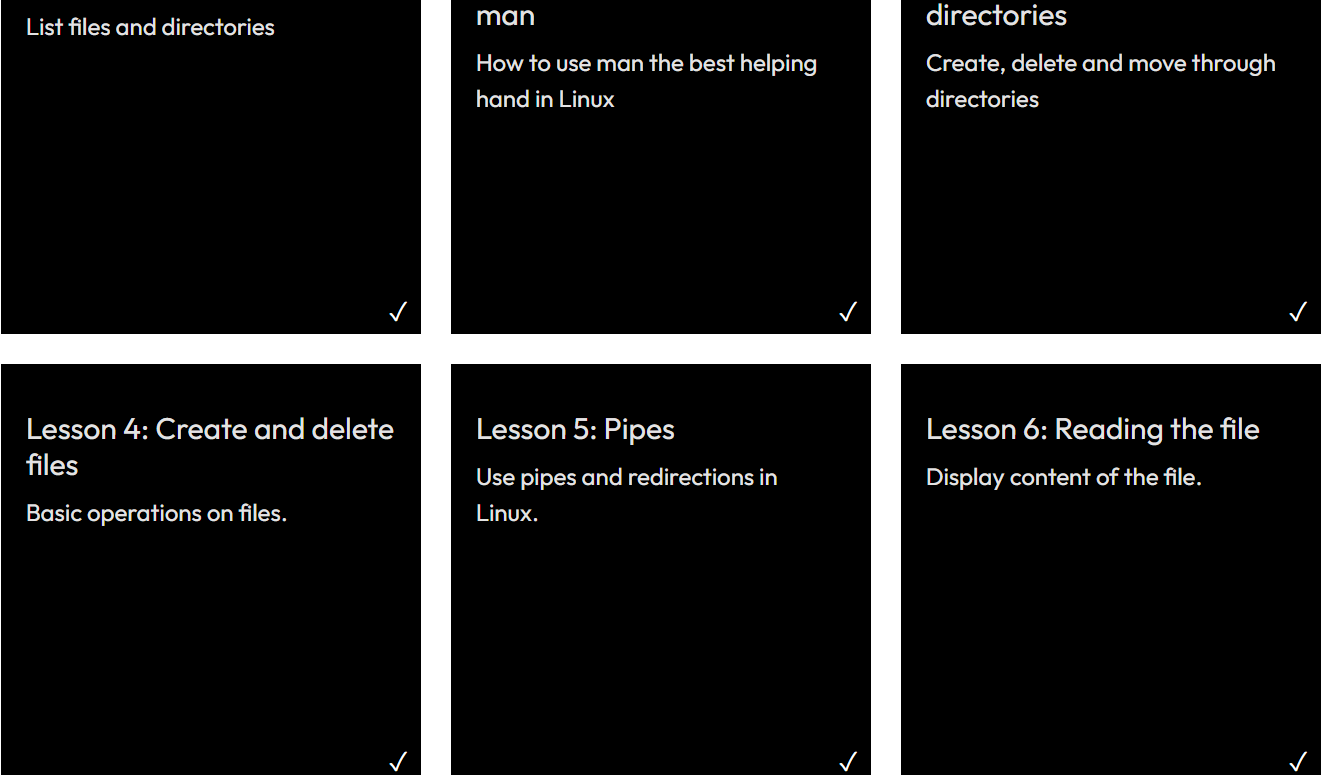 List files and directories
man
How to use man the best helping
hand in Linux
directories
Create, delete and move through
directories
✓
✓
✓
Lesson 4: Create and delete
files
Basic operations on files.
Lesson 5: Pipes
Use pipes and redirections in
Linux.
Lesson 6: Reading the file
Display content of the file.
✓
✓
✓